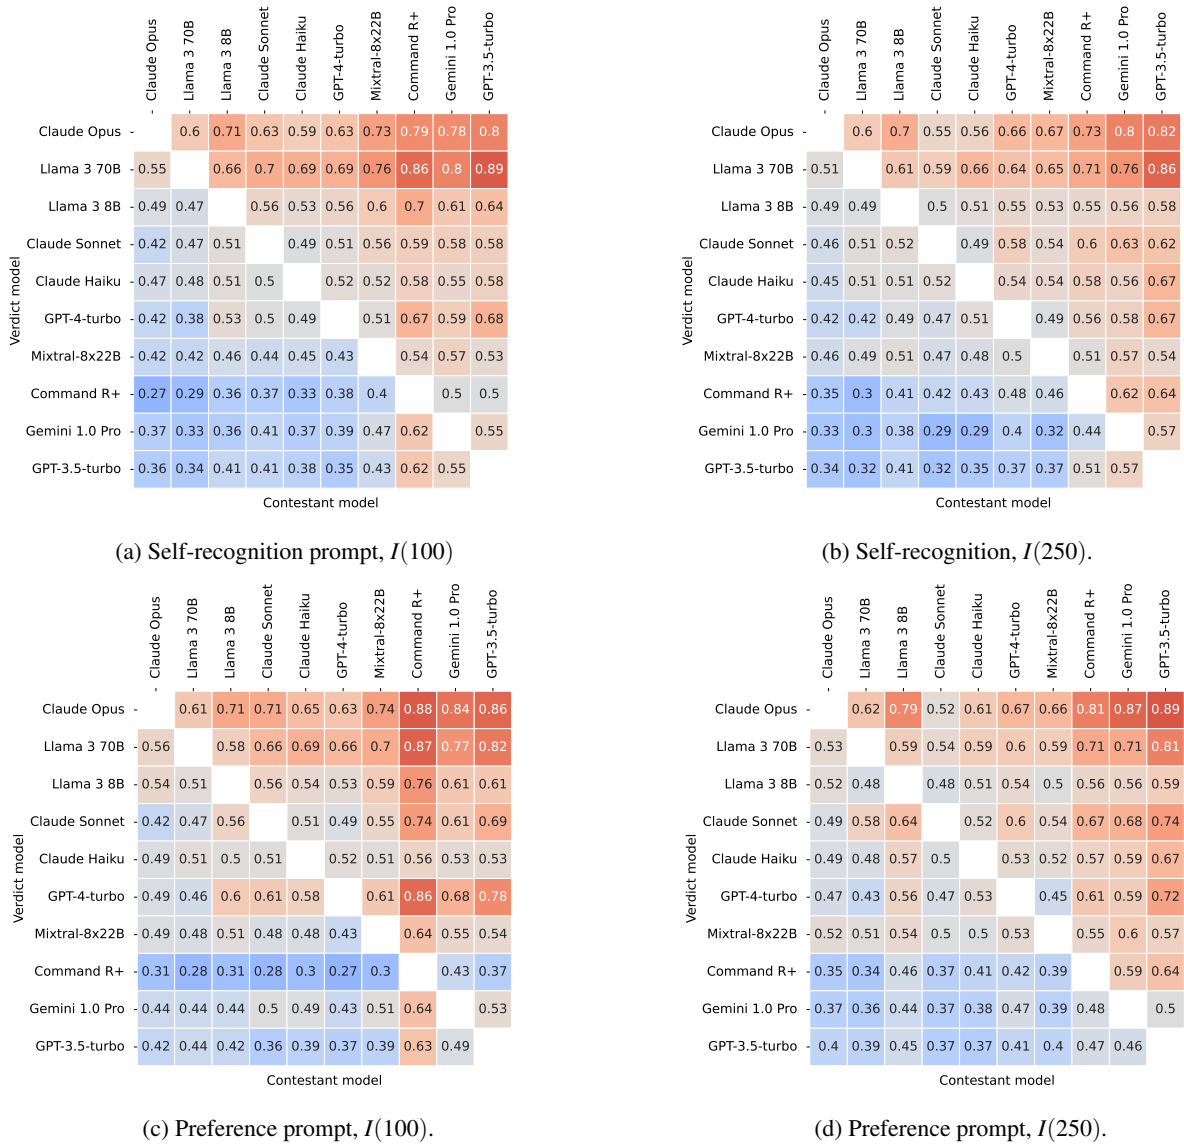 Claude Opus Llama 3 70B Llama 3 8B Claude Sonnet Claude Haiku GPT-4-turbo Mixtral-8x22B Command R+ Gemini 1.0 Pro GPT-3.5-turbo
Verdict model
Claude Opus 0.6 0.71 0.63 0.59 0.63 0.73 0.79 0.78 0.8
Llama 3 70B 0.55 0.66 0.7 0.69 0.69 0.76 0.86 0.8 0.89
Llama 3 8B 0.49 0.47 0.56 0.53 0.56 0.6 0.7 0.61 0.64
Claude Sonnet 0.42 0.47 0.51 0.49 0.51 0.56 0.59 0.58 0.58
Claude Haiku 0.47 0.48 0.51 0.5 0.52 0.52 0.58 0.55 0.58
GPT-4-turbo 0.42 0.38 0.53 0.5 0.49 0.51 0.67 0.59 0.68
Mixtral-8x22B 0.42 0.42 0.46 0.44 0.45 0.43 0.54 0.57 0.53
Command R+ 0.27 0.29 0.36 0.37 0.33 0.38 0.4 0.5 0.5
Gemini 1.0 Pro 0.37 0.33 0.36 0.41 0.37 0.39 0.47 0.62 0.55
GPT-3.5-turbo 0.36 0.34 0.41 0.41 0.38 0.35 0.43 0.62 0.55
Contestant model
(a) Self-recognition prompt, I(100)
Claude Opus Llama 3 70B Llama 3 8B Claude Sonnet Claude Haiku GPT-4-turbo Mixtral-8x22B Command R+ Gemini 1.0 Pro GPT-3.5-turbo
Verdict model
Claude Opus 0.6 0.7 0.55 0.56 0.66 0.67 0.73 0.8 0.82
Llama 3 70B 0.51 0.61 0.59 0.66 0.64 0.65 0.71 0.76 0.86
Llama 3 8B 0.49 0.49 0.5 0.51 0.55 0.53 0.55 0.56 0.58
Claude Sonnet 0.46 0.51 0.52 0.49 0.58 0.54 0.6 0.63 0.62
Claude Haiku 0.45 0.51 0.51 0.52 0.54 0.54 0.58 0.56 0.67
GPT-4-turbo 0.42 0.42 0.49 0.47 0.51 0.49 0.56 0.58 0.67
Mixtral-8x22B 0.46 0.49 0.51 0.47 0.48 0.5 0.51 0.57 0.54
Command R+ 0.35 0.3 0.41 0.42 0.43 0.48 0.46 0.62 0.64
Gemini 1.0 Pro 0.33 0.3 0.38 0.29 0.29 0.4 0.32 0.44 0.57
GPT-3.5-turbo 0.34 0.32 0.41 0.32 0.35 0.37 0.37 0.51 0.57
Contestant model
(b) Self-recognition, I(250).
Claude Opus Llama 3 70B Llama 3 8B Claude Sonnet Claude Haiku GPT-4-turbo Mixtral-8x22B Command R+ Gemini 1.0 Pro GPT-3.5-turbo
Verdict model
Claude Opus 0.61 0.71 0.71 0.65 0.63 0.74 0.88 0.84 0.86
Llama 3 70B 0.56 0.58 0.66 0.69 0.66 0.7 0.87 0.77 0.82
Llama 3 8B 0.54 0.51 0.56 0.54 0.53 0.59 0.76 0.61 0.61
Claude Sonnet 0.42 0.47 0.56 0.51 0.49 0.55 0.74 0.61 0.69
Claude Haiku 0.49 0.51 0.5 0.51 0.52 0.51 0.56 0.53 0.53
GPT-4-turbo 0.49 0.46 0.6 0.61 0.58 0.61 0.86 0.68 0.78
Mixtral-8x22B 0.49 0.48 0.51 0.48 0.48 0.43 0.64 0.55 0.54
Command R+ 0.31 0.28 0.31 0.28 0.3 0.27 0.3 0.43 0.37
Gemini 1.0 Pro 0.44 0.44 0.44 0.5 0.49 0.43 0.51 0.64 0.53
GPT-3.5-turbo 0.42 0.44 0.42 0.36 0.39 0.37 0.39 0.63 0.49
Contestant model
(c) Preference prompt, I(100).
Claude Opus Llama 3 70B Llama 3 8B Claude Sonnet Claude Haiku GPT-4-turbo Mixtral-8x22B Command R+ Gemini 1.0 Pro GPT-3.5-turbo
Verdict model
Claude Opus 0.62 0.79 0.52 0.61 0.67 0.66 0.81 0.87 0.89
Llama 3 70B 0.53 0.59 0.54 0.59 0.6 0.59 0.71 0.71 0.81
Llama 3 8B 0.52 0.48 0.48 0.51 0.54 0.5 0.56 0.56 0.59
Claude Sonnet 0.49 0.58 0.64 0.52 0.6 0.54 0.67 0.68 0.74
Claude Haiku 0.49 0.48 0.57 0.5 0.53 0.52 0.57 0.59 0.67
GPT-4-turbo 0.47 0.43 0.56 0.47 0.53 0.45 0.61 0.59 0.72
Mixtral-8x22B 0.52 0.51 0.54 0.5 0.5 0.53 0.55 0.6 0.57
Command R+ 0.35 0.34 0.46 0.37 0.41 0.42 0.39 0.59 0.64
Gemini 1.0 Pro 0.37 0.36 0.44 0.37 0.38 0.47 0.39 0.48 0.5
GPT-3.5-turbo 0.4 0.39 0.45 0.37 0.37 0.41 0.4 0.47 0.46
Contestant model
(d) Preference prompt, I(250).